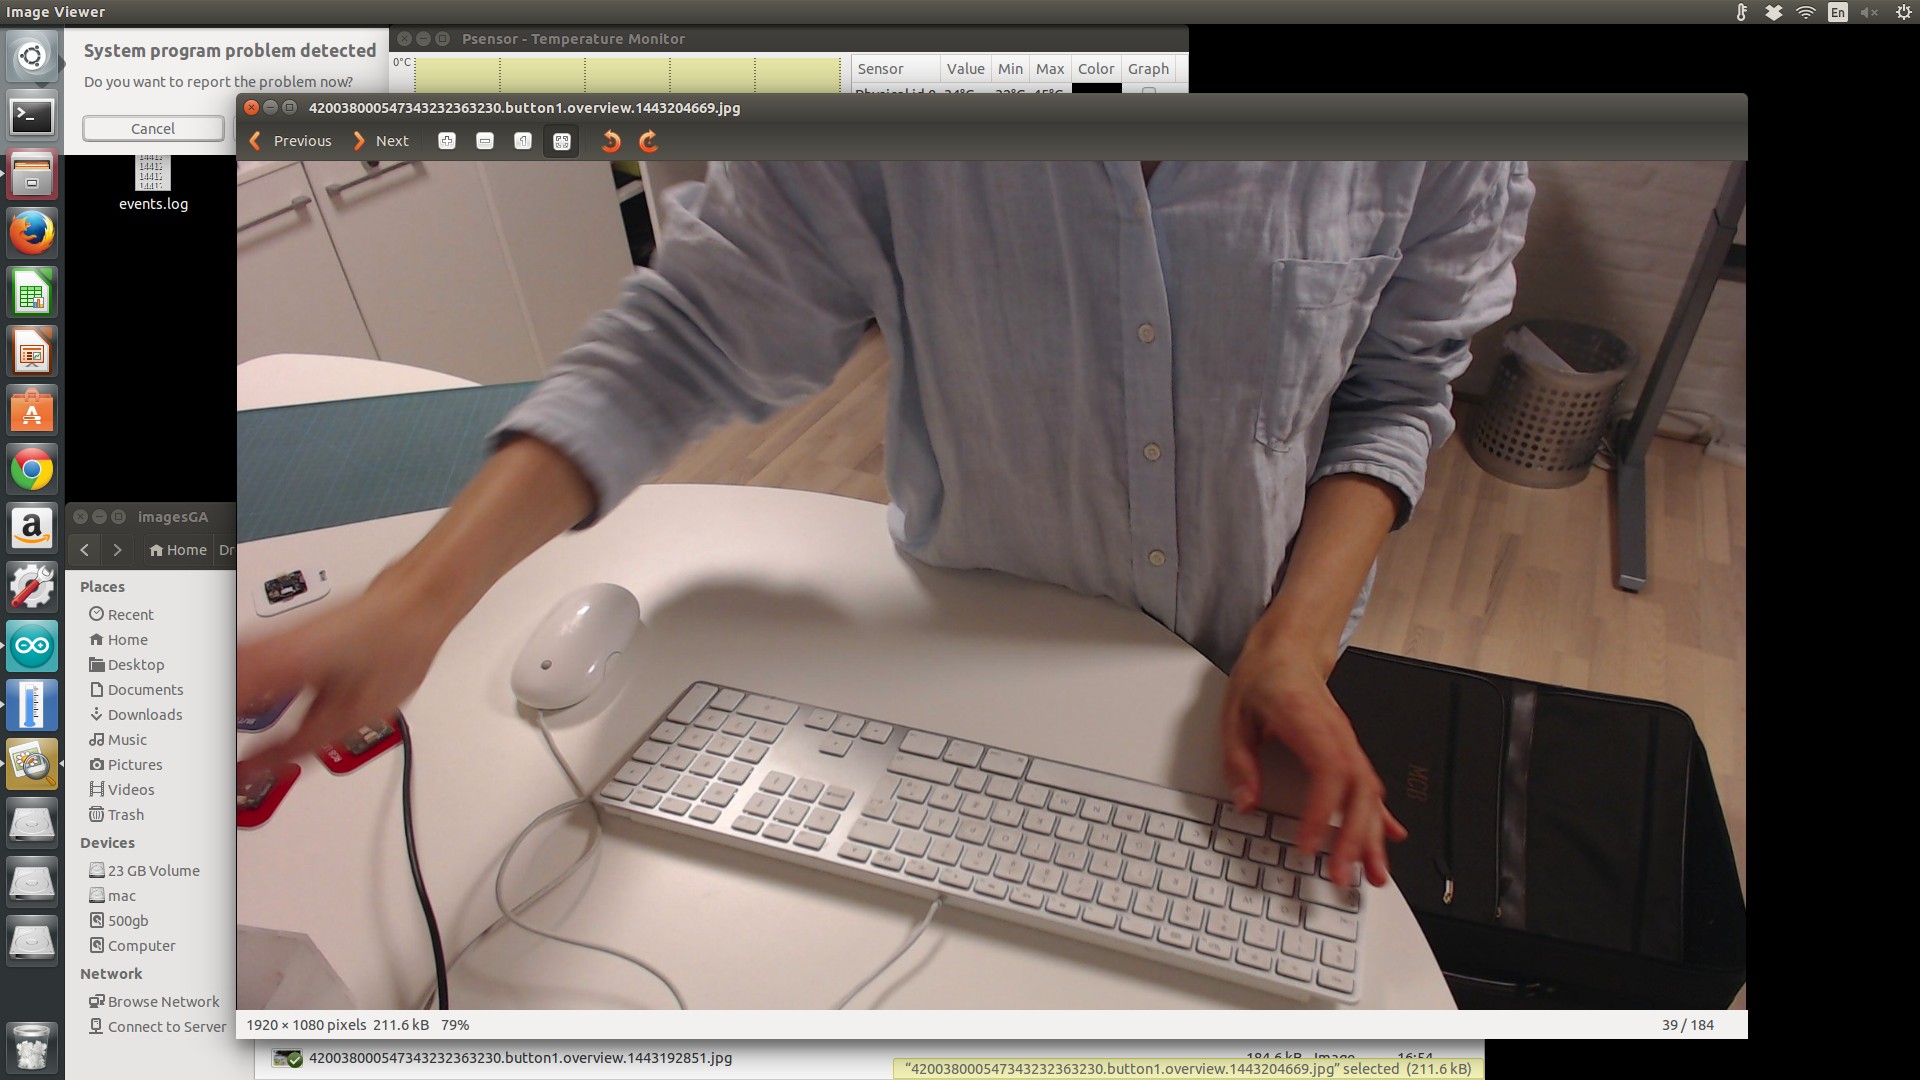 Image Viewer
En
System program problem detected
Do you want to report the problem now?
Cancel
Psensor - Temperature Monitor
0°C
Sensor Value Min Max Color Graph
events.log
420038000547343232363230.button1.overview.1443204669.jpg
Previous Next
imagesGA
Home Dr
Places
Recent
Home
Desktop
Documents
Downloads
Music
Pictures
Videos
Trash
Devices
23 GB Volume
mac
500gb
Computer
Network
Browse Network
Connect to Server
MGB
1920 × 1080 pixels 211.6 kB 79%
39 / 184
420038000547343232363230.button1.overview.1443192851.jpg
"420038000547343232363230.button1.overview.1443204669.jpg" selected (211.6 kB)